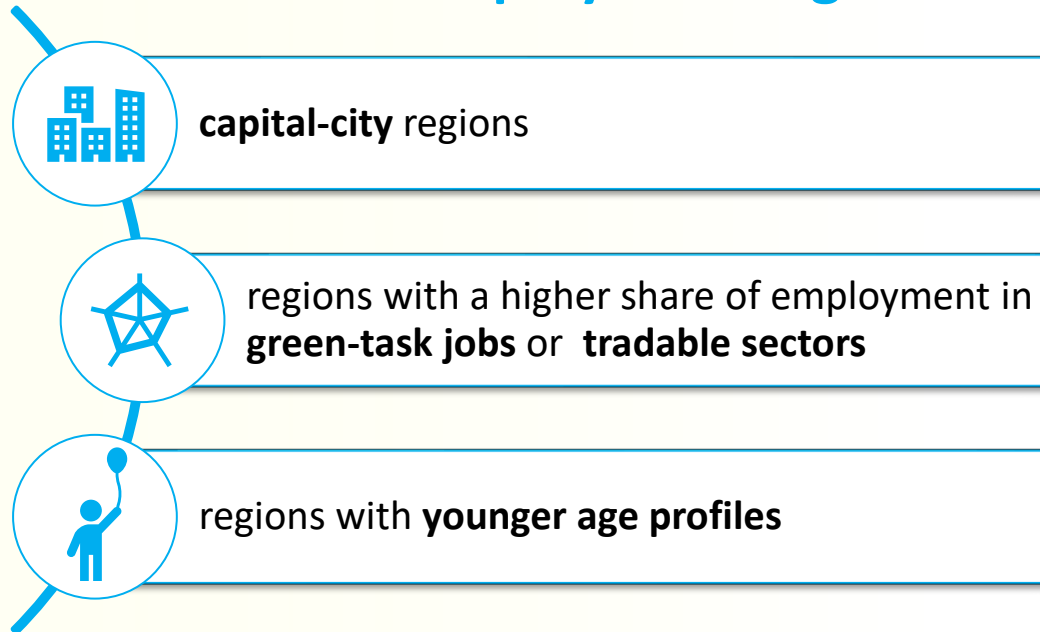 capital-city regions
regions with a higher share of employment in
green-task jobs or tradable sectors
regions with younger age profiles